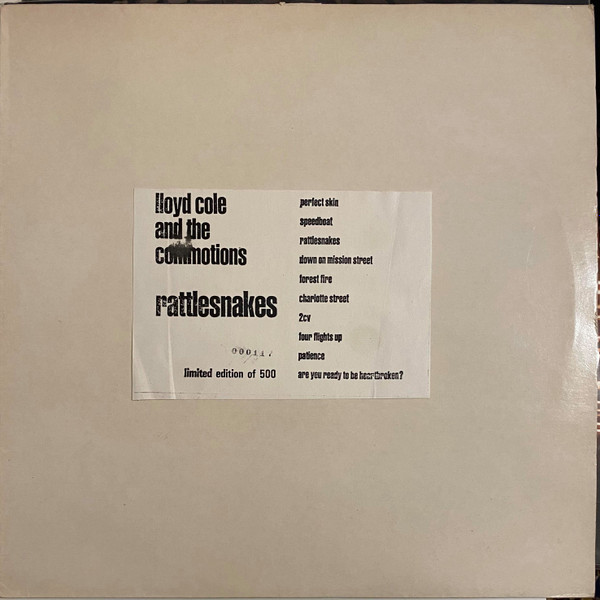 lloyd cole
and the
commotions
rattlesnakes
limited edition of 500
perfect skin
speedboat
rattlesnakes
down on mission street
forest fire
charlotte street
2cv
four flights up
patience
are you ready to be heartbroken?